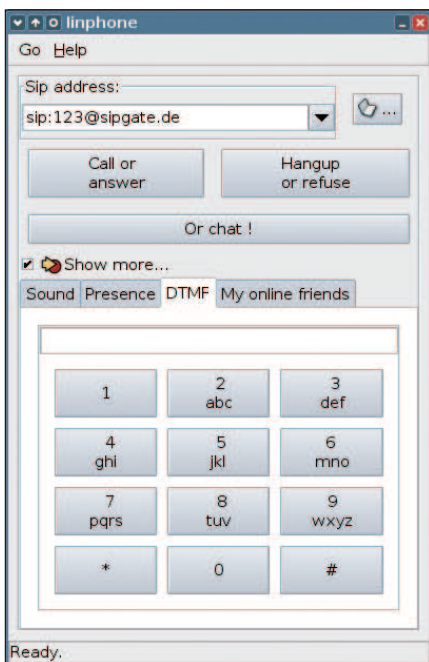 linphone
Go Help
Sip address:
sip:123@sipgate.de
...
Call or
answer
Hangup
or refuse
Or chat !
Show more...
Sound Presence DTMF My online friends
1
2
abc
3
def
4
ghi
5
jkl
6
mno
7
pqrs
8
tuv
9
wxyz
*
0
#
Ready.